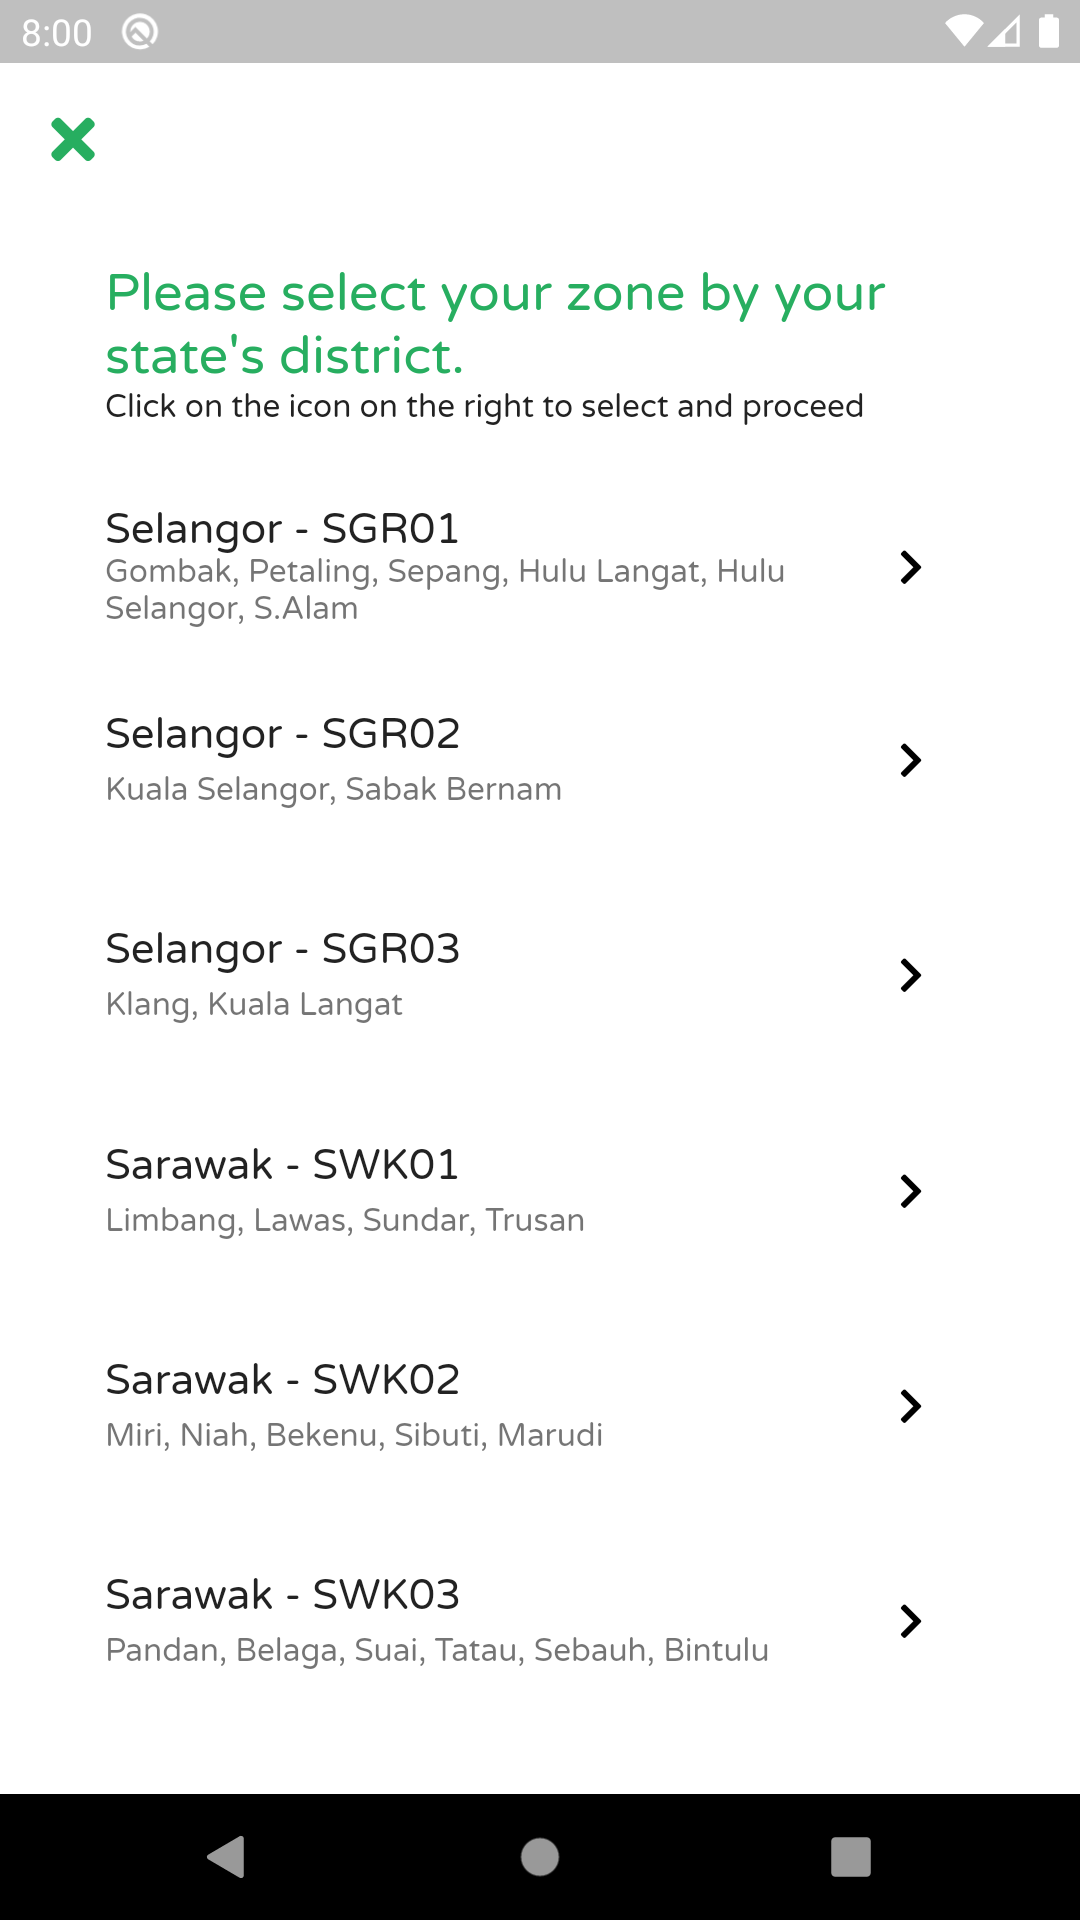 8:00
Please select your zone by your
state's district.
Click on the icon on the right to select and proceed
Selangor - SGR01
Gombak, Petaling, Sepang, Hulu Langat, Hulu
Selangor, S.Alam
Selangor - SGR02
Kuala Selangor, Sabak Bernam
Selangor - SGR03
Klang, Kuala Langat
Sarawak - SWK01
Limbang, Lawas, Sundar, Trusan
Sarawak - SWK02
Miri, Niah, Bekenu, Sibuti, Marudi
Sarawak - SWK03
Pandan, Belaga, Suai, Tatau, Sebauh, Bintulu